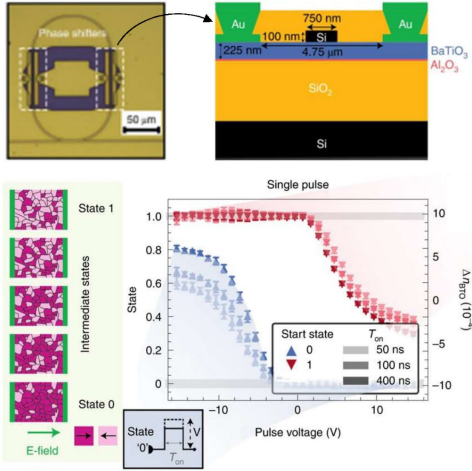 Phase shifters
50 μm
750 nm
Au
Au
100 nm
Si
225 nm
4.75 μm
BaTiO3
Al2O3
SiO2
Si
Single pulse
State 1
Intermediate states
State 0
E-field
State
1.0
0.8
0.6
0.4
0.2
0
10
5
0
−5
−10
ΔnBTO (10⁻⁴)
Start state
0
1
Ton
50 ns
100 ns
400 ns
−10
0
10
Pulse voltage (V)
State
'0'
V
Ton